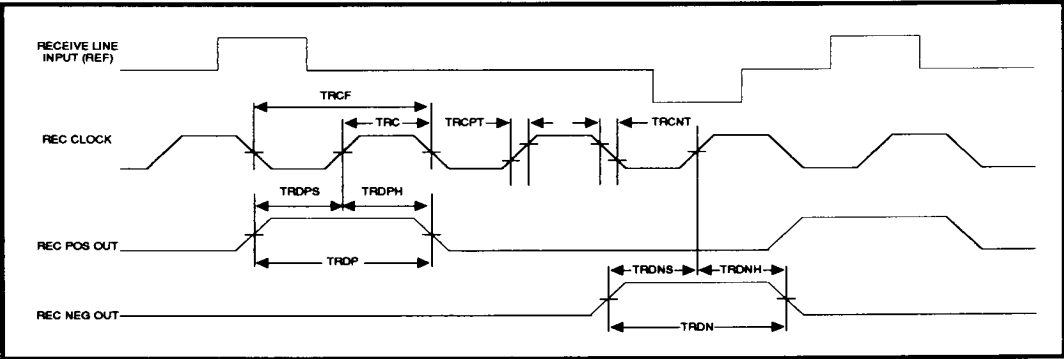 RECEIVE LINE
INPUT (REF)
TRCF
REC CLOCK
TRC
TRCPT
TRCNT
TRDPS
TRDPH
REC POS OUT
TRDP
TRDNS
TRDNH
REC NEG OUT
TRDN